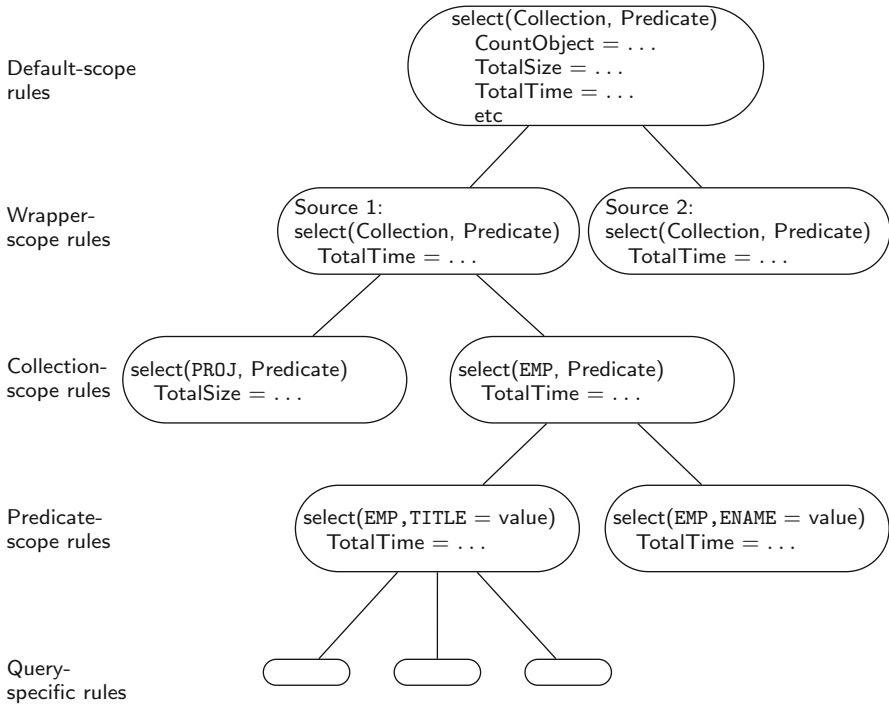 select(Collection, Predicate)
CountObject = . . .
TotalSize = . . .
TotalTime = . . .
etc
Default-scope
rules
Wrapper-
scope rules
Source 1:
select(Collection, Predicate)
TotalTime = . . .
Source 2:
select(Collection, Predicate)
TotalTime = . . .
Collection-
scope rules
select(PROJ, Predicate)
TotalSize = . . .
select(EMP, Predicate)
TotalTime = . . .
Predicate-
scope rules
select(EMP,TITLE = value)
TotalTime = . . .
select(EMP,ENAME = value)
TotalTime = . . .
Query-
specific rules